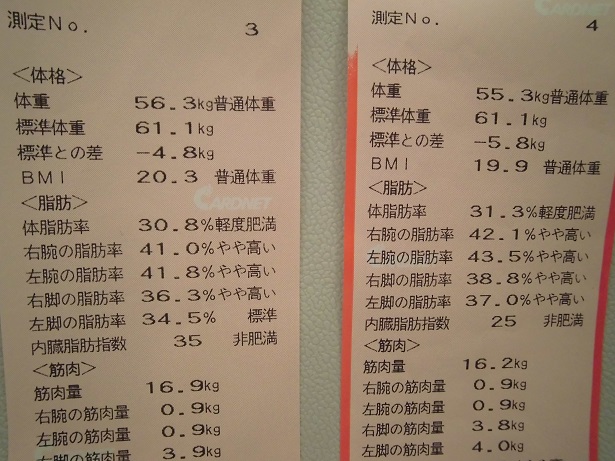 測定No. 3
<体格>
体重 56.3kg普通体重
標準体重 61.1kg
標準との差 -4.8kg
BMI 20.3 普通体重
CARDNET
<脂肪>
体脂肪率 30.8%軽度肥満
右腕の脂肪率 41.0%やや高い
左腕の脂肪率 41.8%やや高い
右脚の脂肪率 36.3%やや高い
左脚の脂肪率 34.5% 標準
内臓脂肪指数 35 非肥満
<筋肉>
筋肉量 16.9kg
右腕の筋肉量 0.9kg
左腕の筋肉量 0.9kg
右脚の筋肉量 3.9kg
CARDNET
測定No. 4
<体格>
体重 55.3kg普通体重
標準体重 61.1kg
標準との差 -5.8kg
BMI 19.9 普通体重
<脂肪>
体脂肪率 31.3%軽度肥満
右腕の脂肪率 42.1%やや高い
左腕の脂肪率 43.5%やや高い
右脚の脂肪率 38.8%やや高い
左脚の脂肪率 37.0%やや高い
内臓脂肪指数 25 非肥満
<筋肉>
筋肉量 16.2kg
右腕の筋肉量 0.9kg
左腕の筋肉量 0.9kg
右脚の筋肉量 3.8kg
左脚の筋肉量 4.0kg